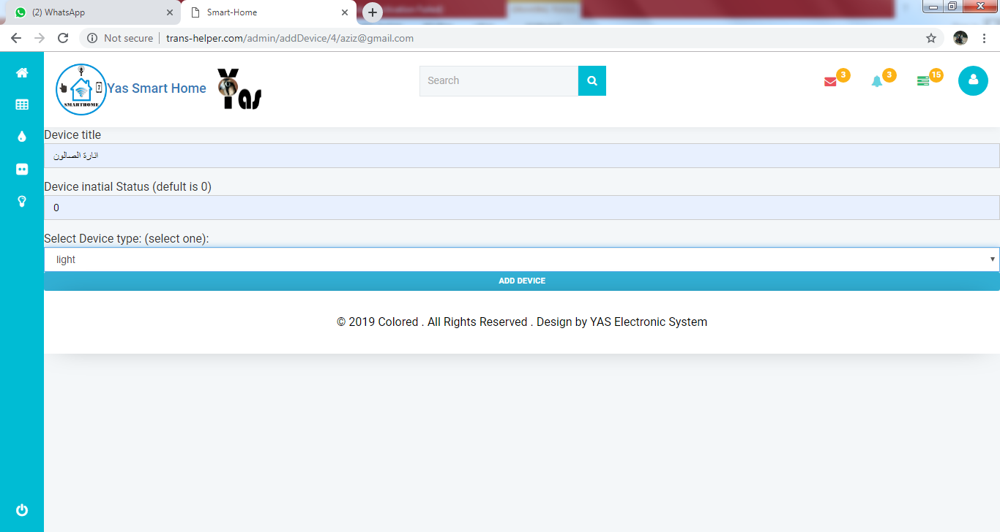 (2) WhatsApp
Smart-Home
Not secure
trans-helper.com/admin/addDevice/4/aziz@gmail.com
SMARTHOME
Yas Smart Home
Yas
Search
3
3
15
Device title
انارة الصالون
Device inatial Status (defult is 0)
0
Select Device type: (select one):
light
ADD DEVICE
© 2019 Colored . All Rights Reserved . Design by YAS Electronic System